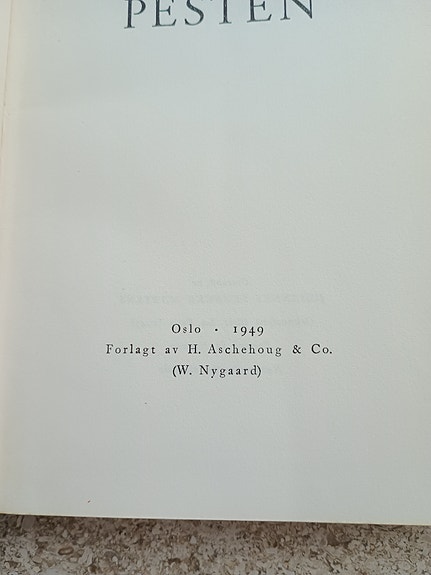 PESTEN
Oslo · 1949
Forlagt av H. Aschehoug & Co.
(W. Nygaard)